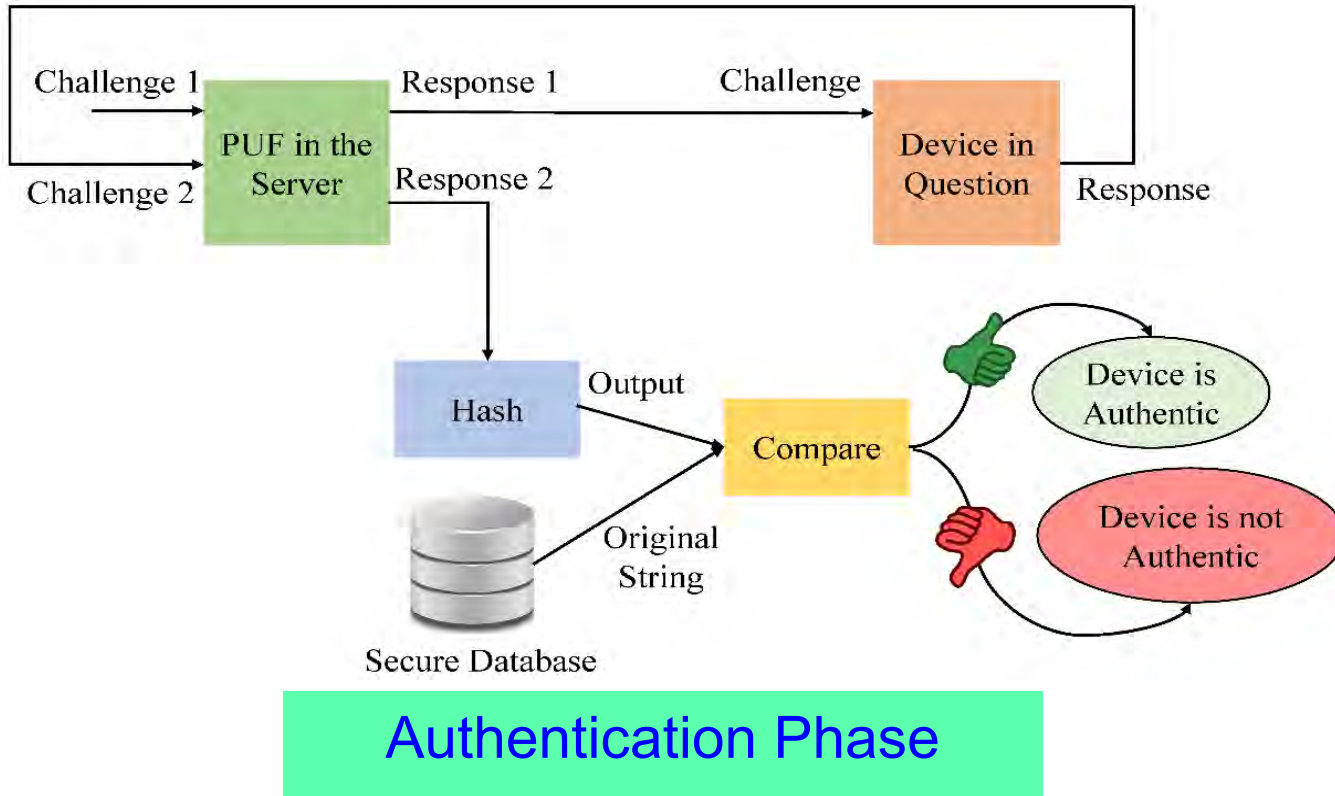 Challenge 1
Response 1
Challenge
PUF in the
Server
Device in
Question
Challenge 2
Response 2
Response
Hash
Output
Compare
Device is
Authentic
Device is not
Authentic
Original
String
Secure Database
Authentication Phase